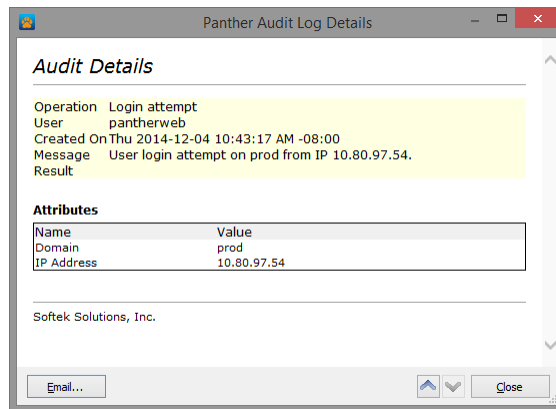 Panther Audit Log Details
Audit Details
Operation Login attempt
User pantherweb
Created On Thu 2014-12-04 10:43:17 AM -08:00
Message User login attempt on prod from IP 10.80.97.54.
Result
Attributes
Name Value
Domain prod
IP Address 10.80.97.54
Softek Solutions, Inc.
Email... Close